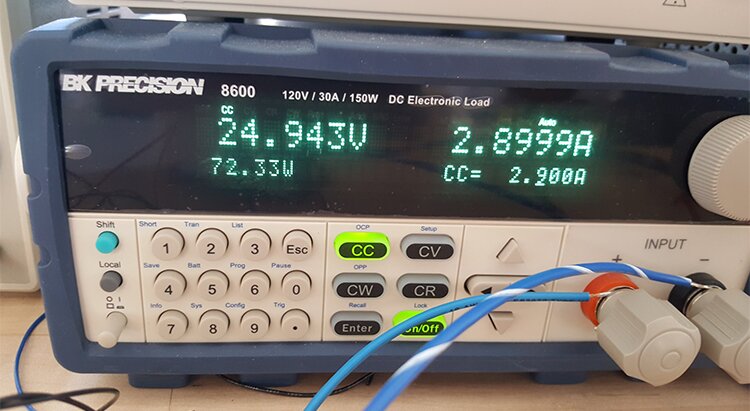 BK PRECISION 8600 120V / 30A / 150W DC Electronic Load
CC Auto
24.943V 2.8999A
72.33W CC= 2.900A
Shift Short Tran List OCP Setup INPUT
1 2 3 Esc CC CV
+ −
Local Save Batt Prog Pause OPP
4 5 6 0 CW CR
Info Sys Config Trig Recall Lock
7 8 9 • Enter On/Off